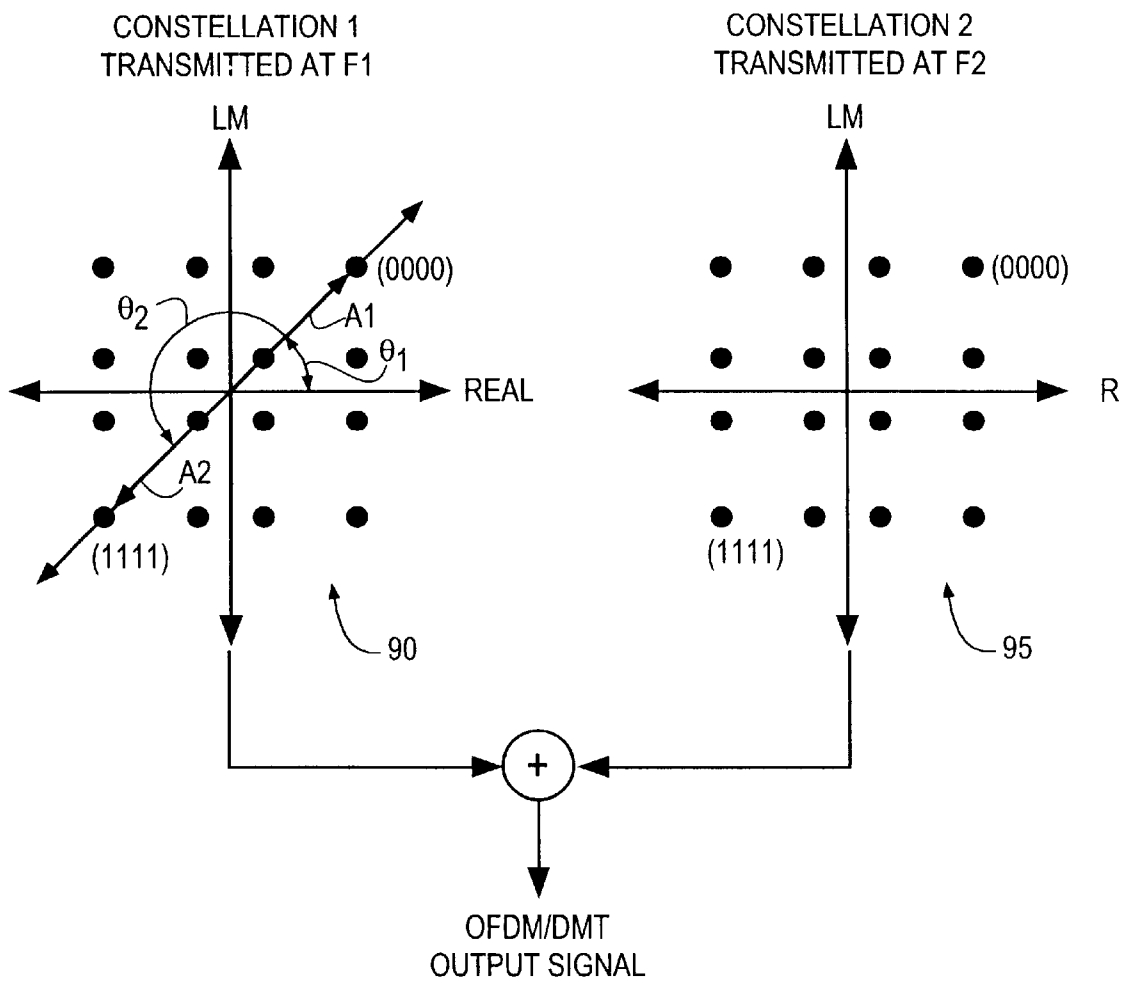 CONSTELLATION 1
TRANSMITTED AT F1
CONSTELLATION 2
TRANSMITTED AT F2
LM
LM
(0000)
(0000)
θ2
A1
θ1
REAL
R
A2
(1111)
(1111)
90
95
+
OFDM/DMT
OUTPUT SIGNAL